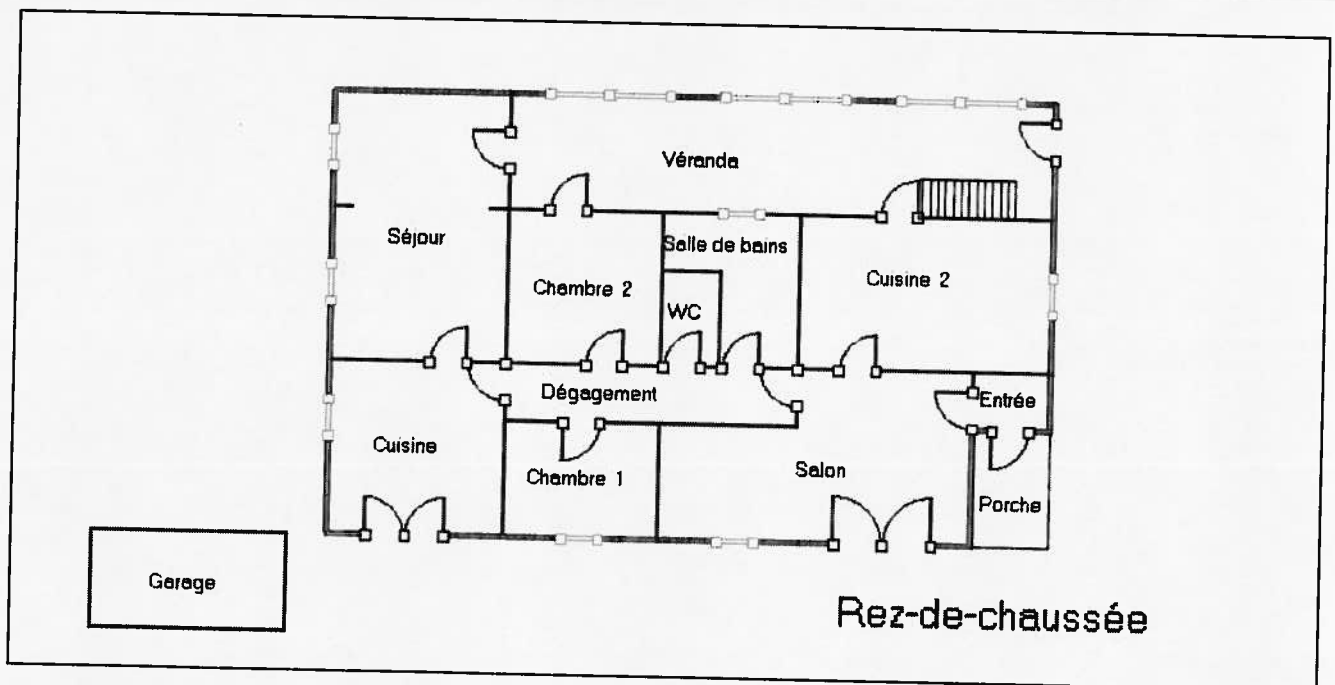 Véranda
Séjour
Salle de bains
Chambre 2
Cuisine 2
WC
Dégagement
Entrée
Cuisine
Chambre 1
Salon
Porche
Garage
Rez-de-chaussée